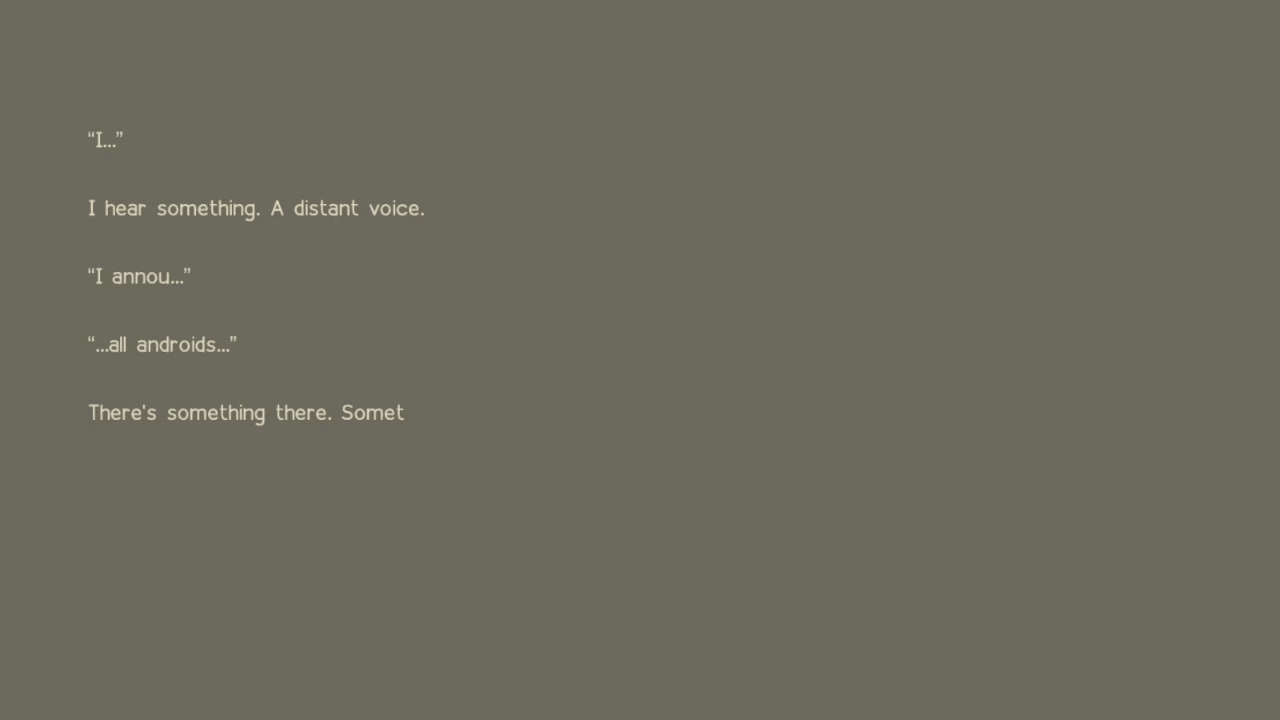 “I...”
I hear something. A distant voice.
“I annou...”
“...all androids...”
There's something there. Somet